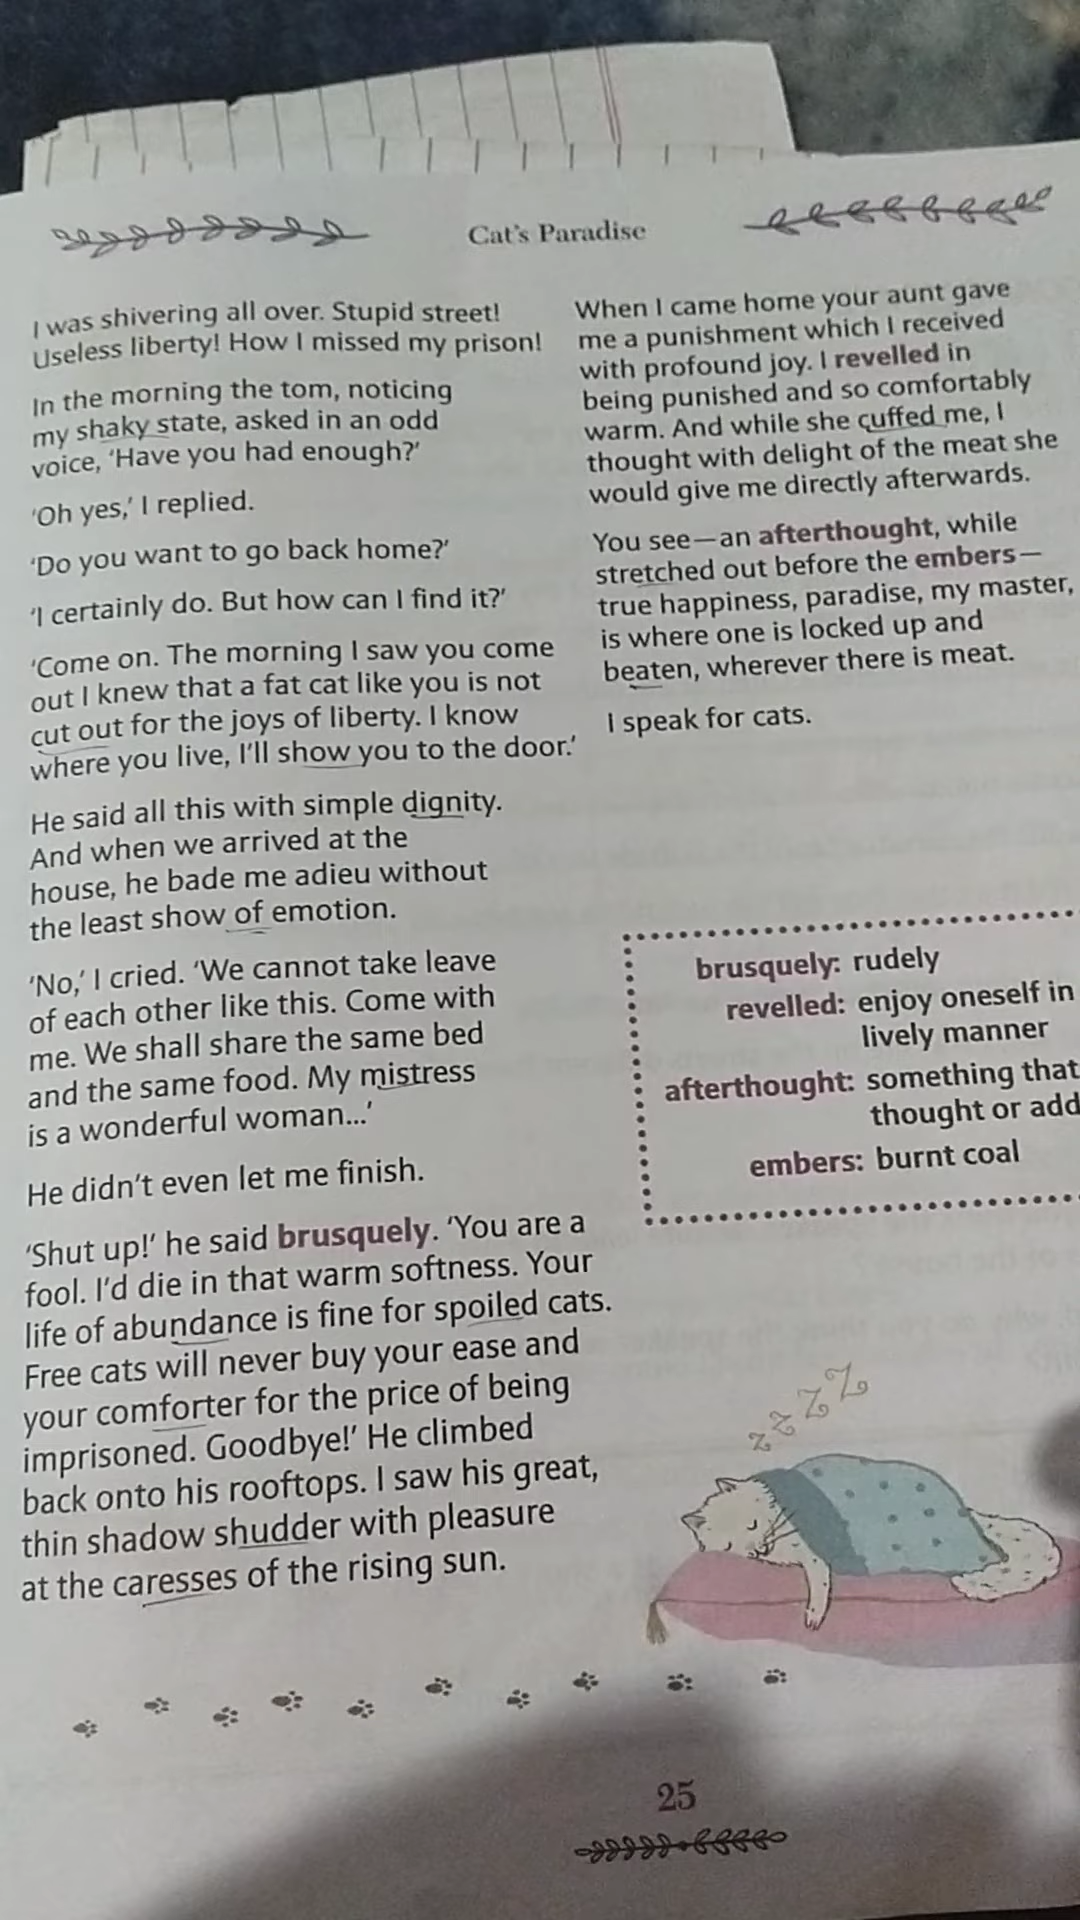 Cat's Paradise
I was shivering all over. Stupid street!
Useless liberty! How I missed my prison!
In the morning the tom, noticing
my shaky state, asked in an odd
voice, 'Have you had enough?'
'Oh yes,' I replied.
'Do you want to go back home?'
'I certainly do. But how can I find it?'
'Come on. The morning I saw you come
out I knew that a fat cat like you is not
cut out for the joys of liberty. I know
where you live, I'll show you to the door.'
He said all this with simple dignity.
And when we arrived at the
house, he bade me adieu without
the least show of emotion.
'No,' I cried. 'We cannot take leave
of each other like this. Come with
me. We shall share the same bed
and the same food. My mistress
is a wonderful woman...'
He didn't even let me finish.
'Shut up!' he said brusquely. 'You are a
fool. I'd die in that warm softness. Your
life of abundance is fine for spoiled cats.
Free cats will never buy your ease and
your comforter for the price of being
imprisoned. Goodbye!' He climbed
back onto his rooftops. I saw his great,
thin shadow shudder with pleasure
at the caresses of the rising sun.
When I came home your aunt gave
me a punishment which I received
with profound joy. I revelled in
being punished and so comfortably
warm. And while she cuffed me, I
thought with delight of the meat she
would give me directly afterwards.
You see—an afterthought, while
stretched out before the embers—
true happiness, paradise, my master,
is where one is locked up and
beaten, wherever there is meat.
I speak for cats.
brusquely: rudely
revelled: enjoy oneself in
lively manner
afterthought: something that
thought or add
embers: burnt coal
z z Z Z
25